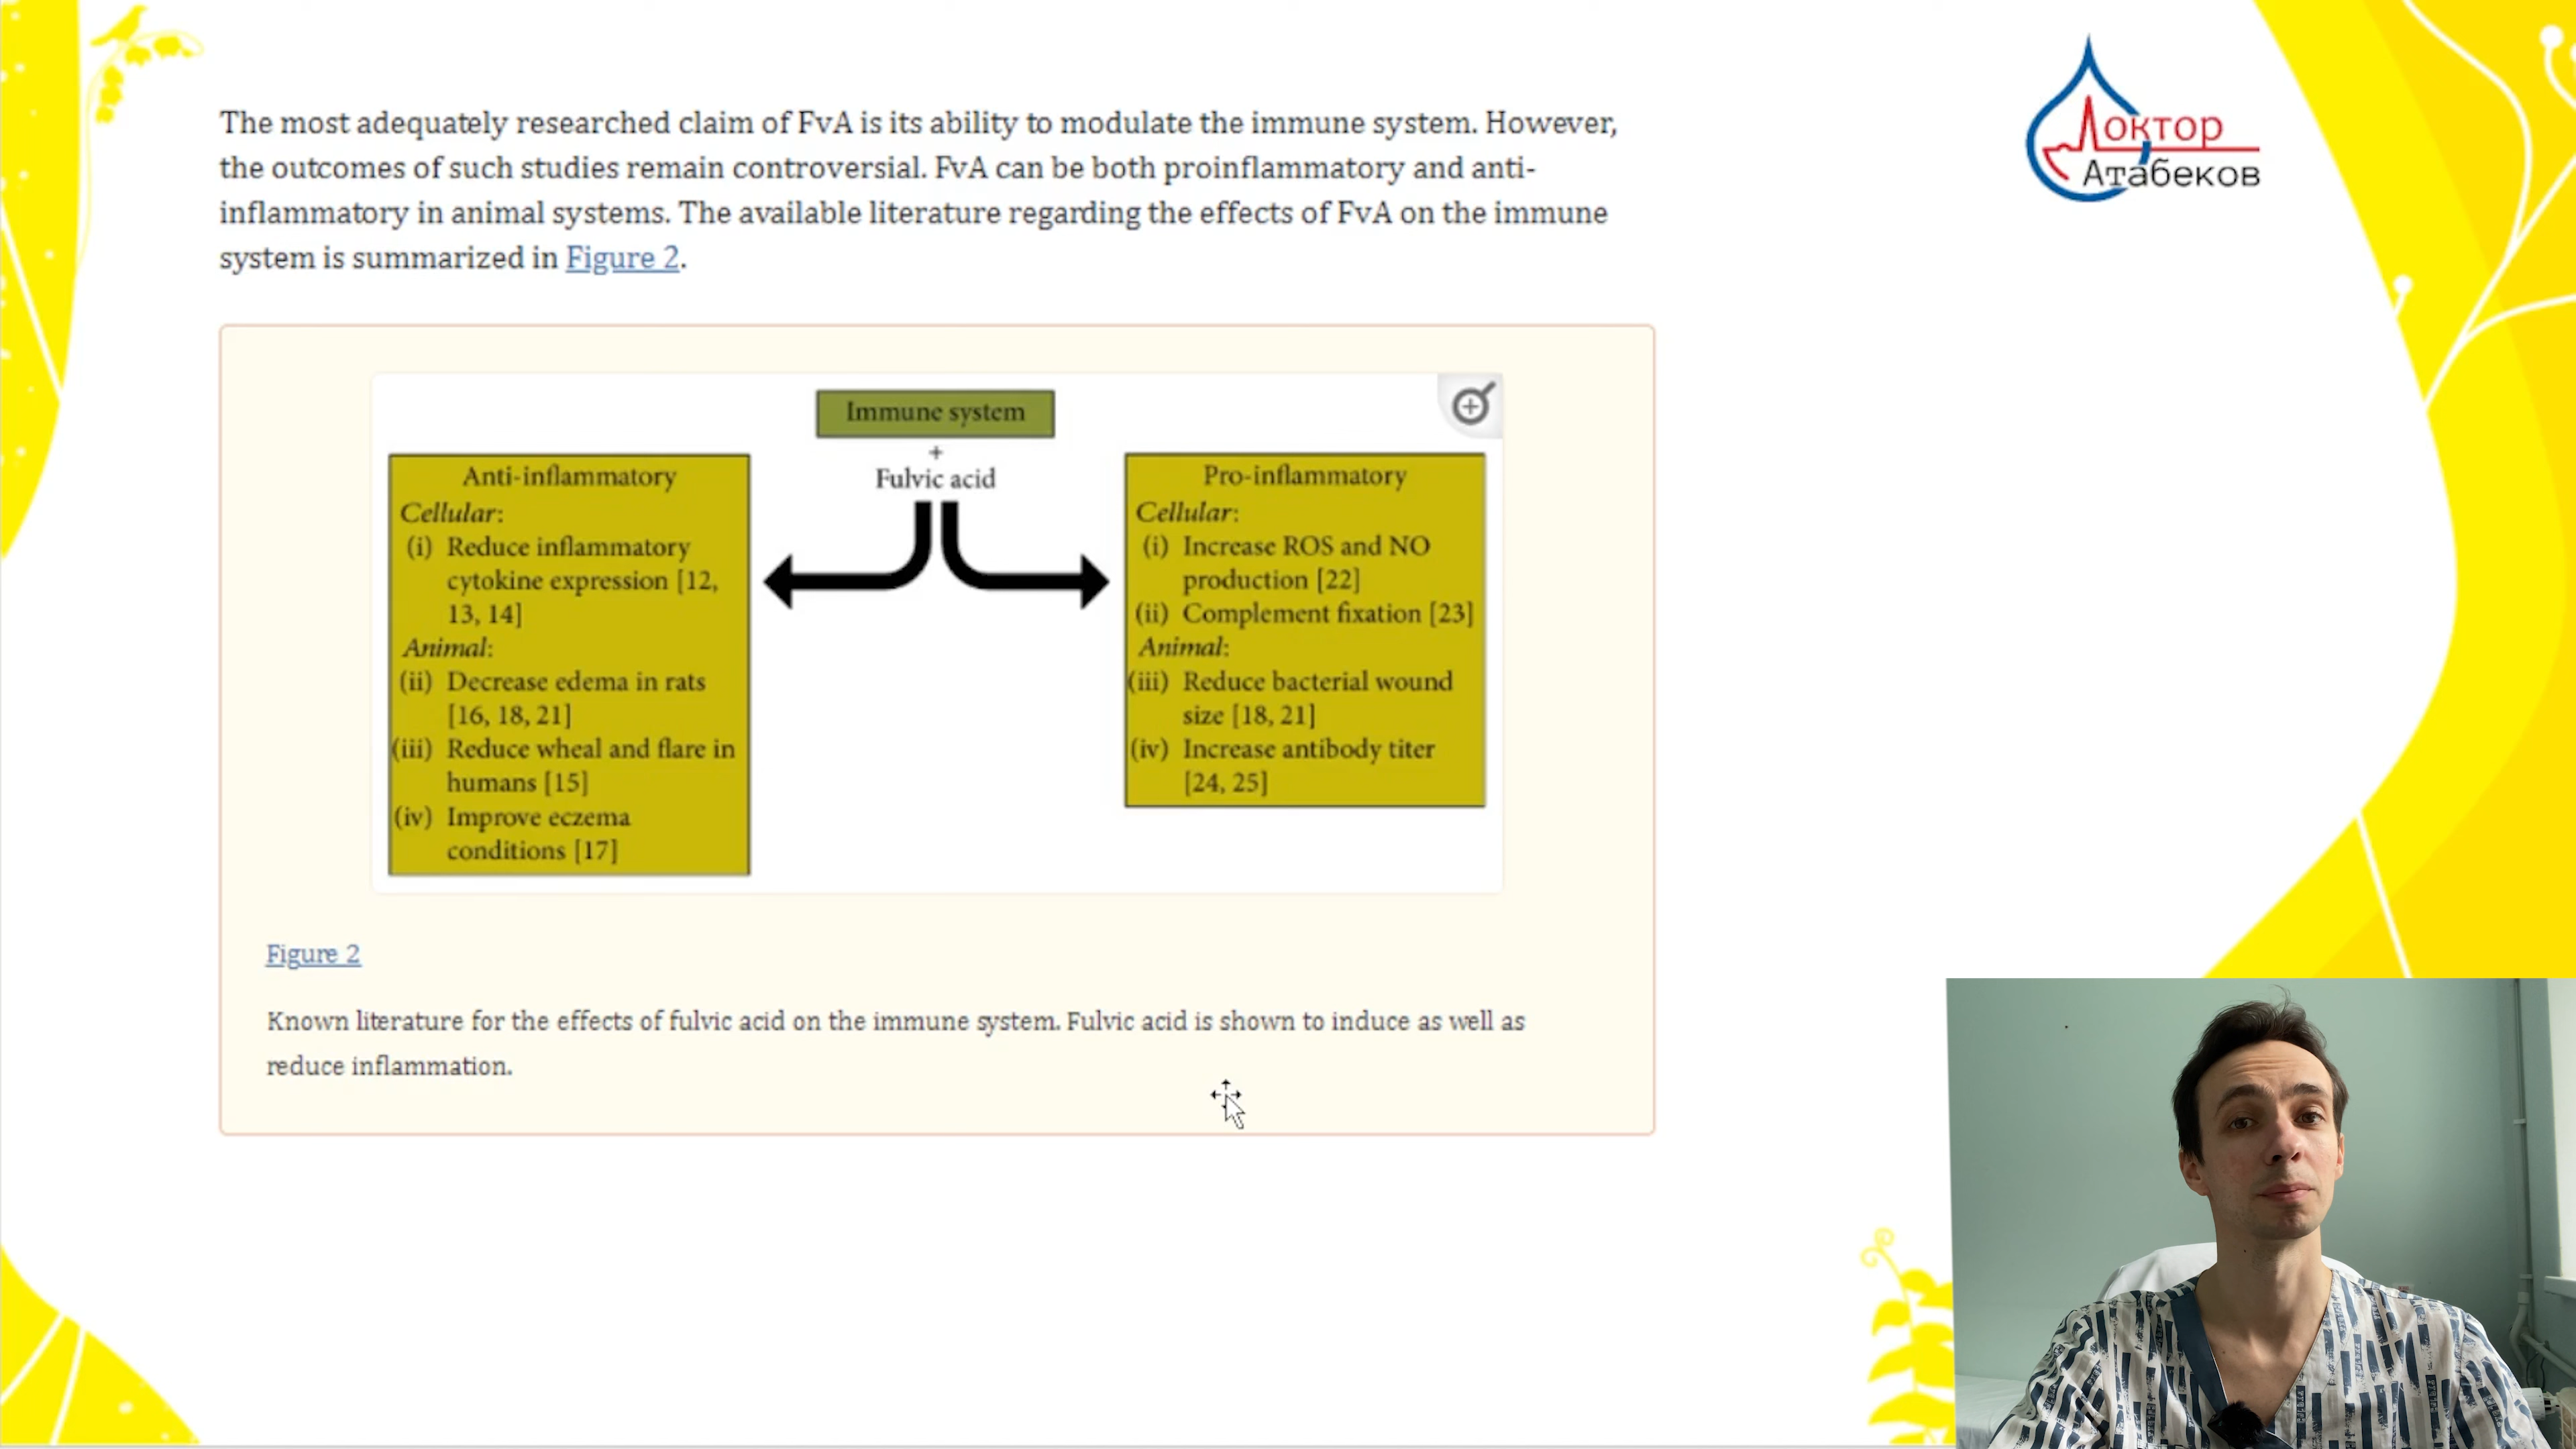 The most adequately researched claim of FvA is its ability to modulate the immune system. However,
the outcomes of such studies remain controversial. FvA can be both proinflammatory and anti-
inflammatory in animal systems. The available literature regarding the effects of FvA on the immune
system is summarized in Figure 2.
Доктор
Атабеков
Immune system
+
Fulvic acid
Anti-inflammatory
Cellular:
(i) Reduce inflammatory
cytokine expression [12,
13, 14]
Animal:
(ii) Decrease edema in rats
[16, 18, 21]
(iii) Reduce wheal and flare in
humans [15]
(iv) Improve eczema
conditions [17]
Pro-inflammatory
Cellular:
(i) Increase ROS and NO
production [22]
(ii) Complement fixation [23]
Animal:
(iii) Reduce bacterial wound
size [18, 21]
(iv) Increase antibody titer
[24, 25]
Figure 2
Known literature for the effects of fulvic acid on the immune system. Fulvic acid is shown to induce as well as
reduce inflammation.